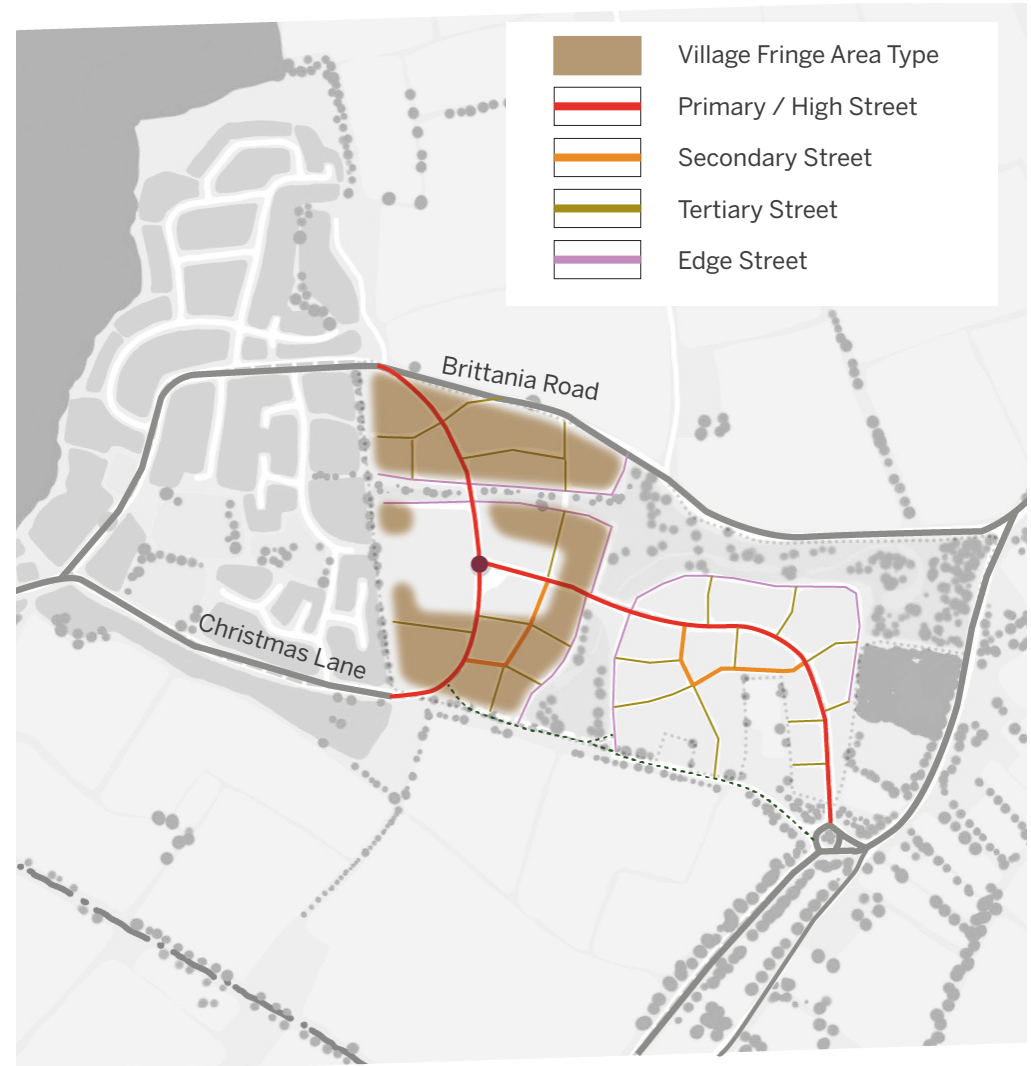 Village Fringe Area Type
Primary / High Street
Secondary Street
Tertiary Street
Edge Street
Brittania Road
Christmas Lane